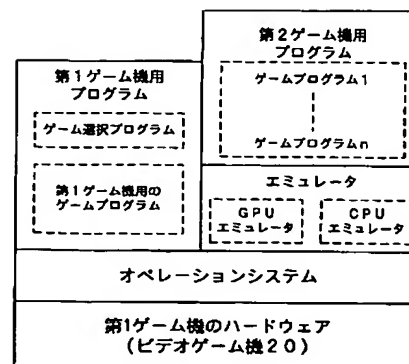 第1ゲーム機用
プログラム
ゲーム選択プログラム
第1ゲーム機用の
ゲームプログラム
第2ゲーム機用
プログラム
ゲームプログラム1
ゲームプログラムn
エミュレータ
GPU
エミュレータ
CPU
エミュレータ
オペレーションシステム
第1ゲーム機のハードウェア
(ビデオゲーム機20)